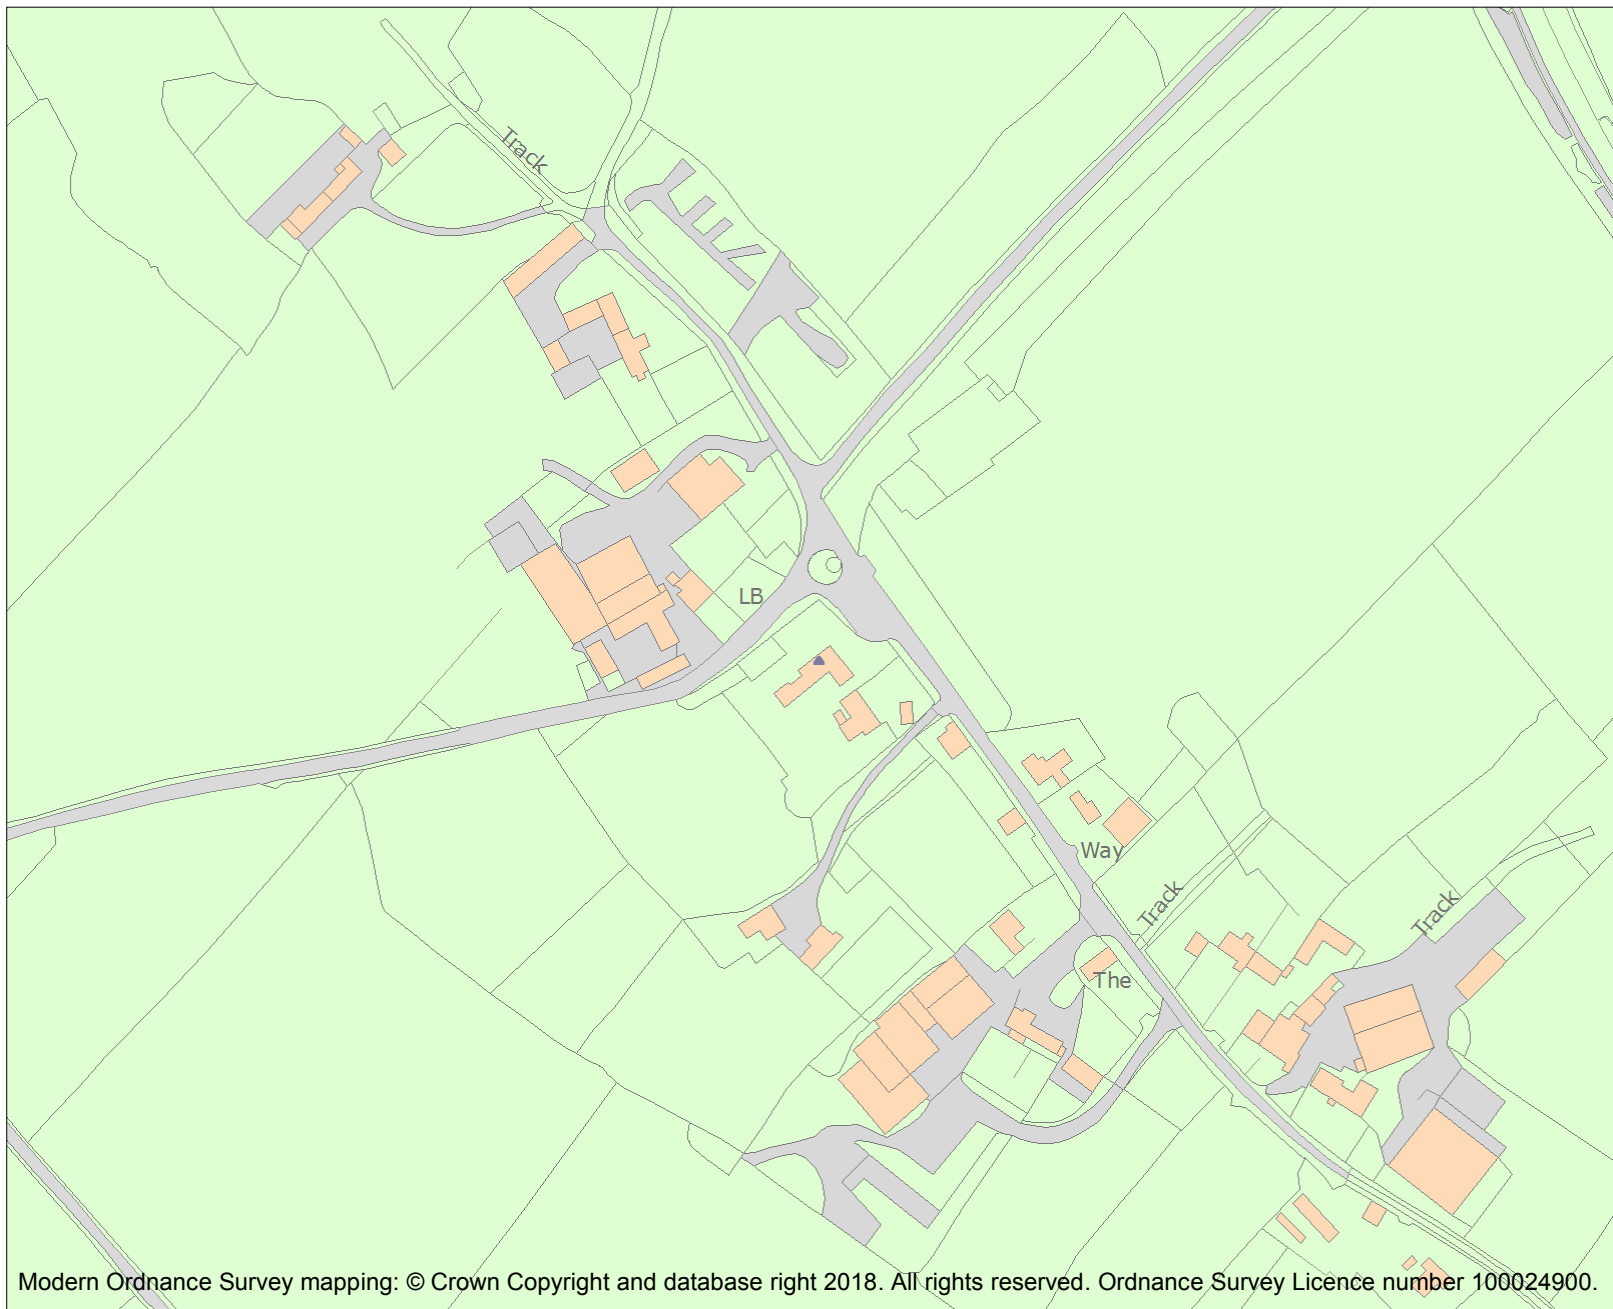 Track
LB
Way
Track
Track
The
Modern Ordnance Survey mapping: © Crown Copyright and database right 2018. All rights reserved. Ordnance Survey Licence number 100024900.